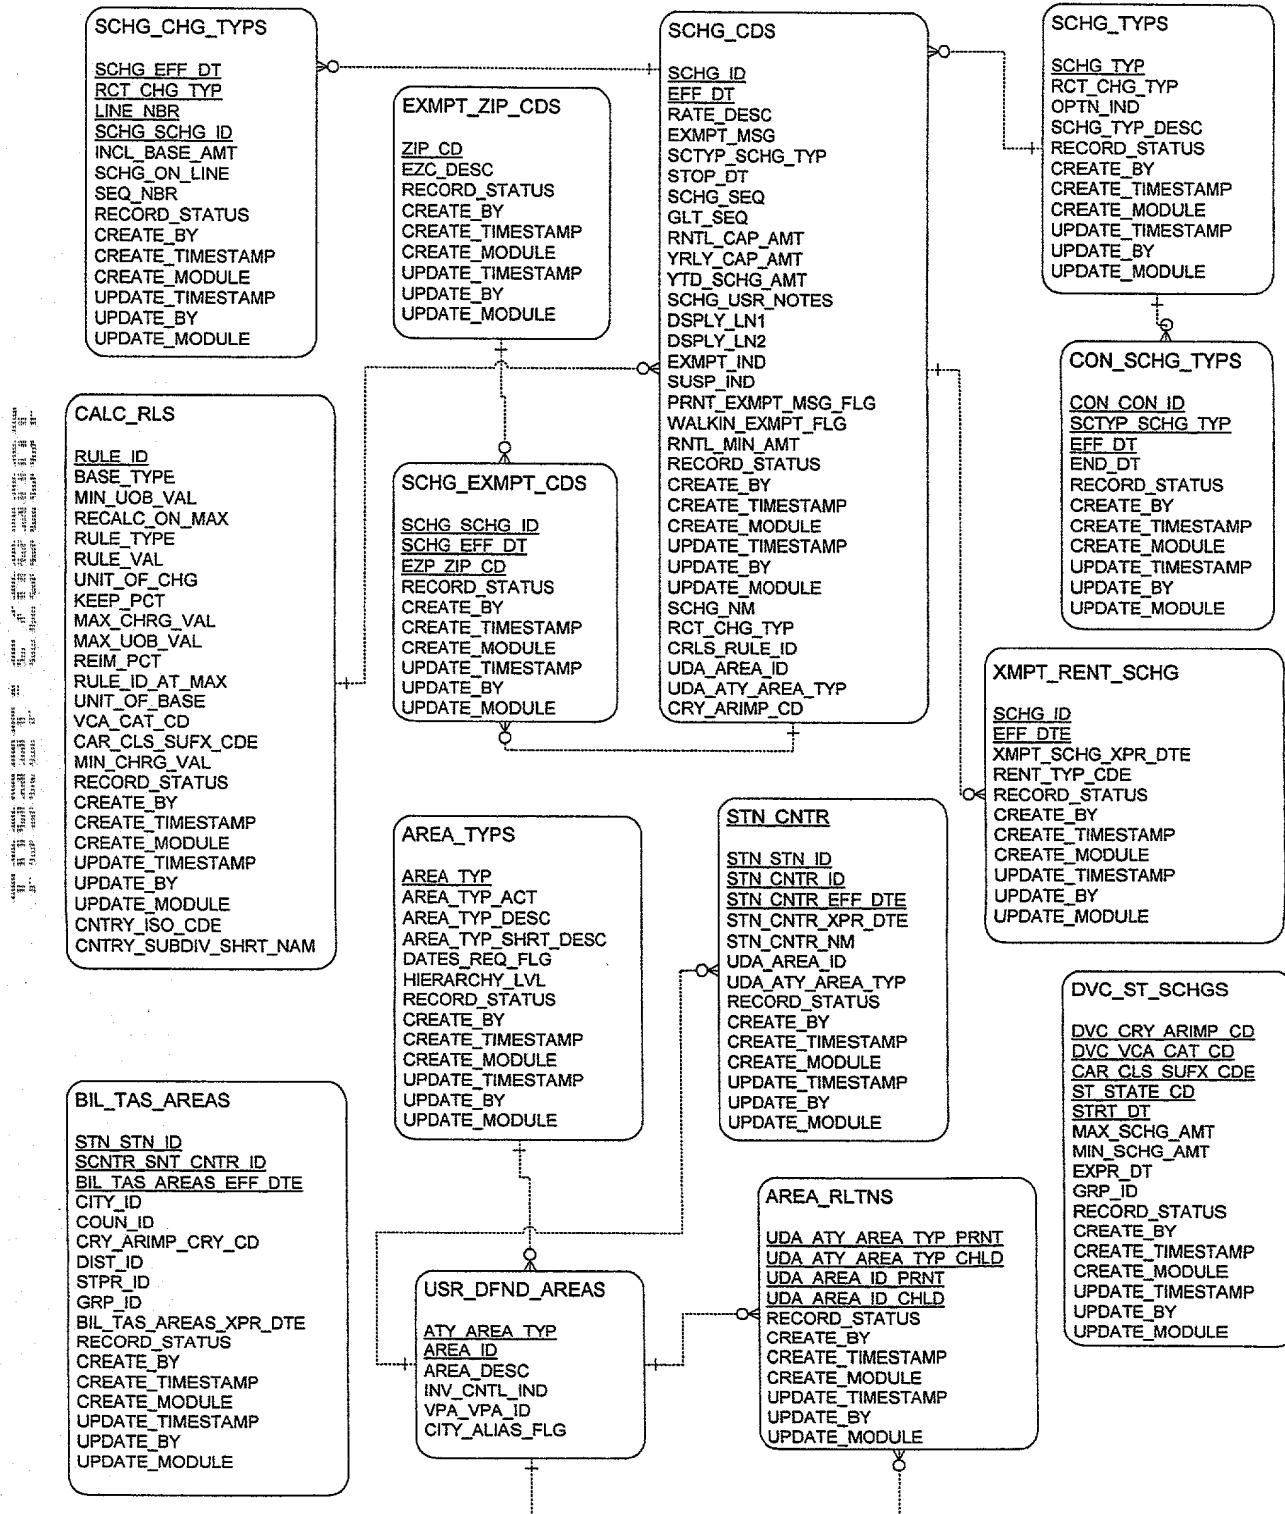 SCHG_CHG_TYPS
SCHG_EFF_DT
RCT_CHG_TYP
LINE_NBR
SCHG_SCHG_ID
INCL_BASE_AMT
SCHG_ON_LINE
SEQ_NBR
RECORD_STATUS
CREATE_BY
CREATE_TIMESTAMP
CREATE_MODULE
UPDATE_TIMESTAMP
UPDATE_BY
UPDATE_MODULE
EXMPT_ZIP_CDS
ZIP_CD
EZC_DESC
RECORD_STATUS
CREATE_BY
CREATE_TIMESTAMP
CREATE_MODULE
UPDATE_TIMESTAMP
UPDATE_BY
UPDATE_MODULE
SCHG_CDS
SCHG_ID
EFF_DT
RATE_DESC
EXMPT_MSG
SCTYP_SCHG_TYP
STOP_DT
SCHG_SEQ
GLT_SEQ
RNTL_CAP_AMT
YRLY_CAP_AMT
YTD_SCHG_AMT
SCHG_USR_NOTES
DSPLY_LN1
DSPLY_LN2
EXMPT_IND
SUSP_IND
PRNT_EXMPT_MSG_FLG
WALKIN_EXMPT_FLG
RNTL_MIN_AMT
RECORD_STATUS
CREATE_BY
CREATE_TIMESTAMP
CREATE_MODULE
UPDATE_TIMESTAMP
UPDATE_BY
UPDATE_MODULE
SCHG_NM
RCT_CHG_TYP
CRLS_RULE_ID
UDA_AREA_ID
UDA_ATY_AREA_TYP
CRY_ARIMP_CD
SCHG_TYPS
SCHG_TYP
RCT_CHG_TYP
OPTN_IND
SCHG_TYP_DESC
RECORD_STATUS
CREATE_BY
CREATE_TIMESTAMP
CREATE_MODULE
UPDATE_TIMESTAMP
UPDATE_BY
UPDATE_MODULE
CON_SCHG_TYPS
CON_CON_ID
SCTYP_SCHG_TYP
EFF_DT
END_DT
RECORD_STATUS
CREATE_BY
CREATE_TIMESTAMP
CREATE_MODULE
UPDATE_TIMESTAMP
UPDATE_BY
UPDATE_MODULE
CALC_RLS
RULE_ID
BASE_TYPE
MIN_UOB_VAL
RECALC_ON_MAX
RULE_TYPE
RULE_VAL
UNIT_OF_CHG
KEEP_PCT
MAX_CHRG_VAL
MAX_UOB_VAL
REIM_PCT
RULE_ID_AT_MAX
UNIT_OF_BASE
VCA_CAT_CD
CAR_CLS_SUFX_CDE
MIN_CHRG_VAL
RECORD_STATUS
CREATE_BY
CREATE_TIMESTAMP
CREATE_MODULE
UPDATE_TIMESTAMP
UPDATE_BY
UPDATE_MODULE
CNTRY_ISO_CDE
CNTRY_SUBDIV_SHRT_NAM
SCHG_EXMPT_CDS
SCHG_SCHG_ID
SCHG_EFF_DT
EZP_ZIP_CD
RECORD_STATUS
CREATE_BY
CREATE_TIMESTAMP
CREATE_MODULE
UPDATE_TIMESTAMP
UPDATE_BY
UPDATE_MODULE
XMPT_RENT_SCHG
SCHG_ID
EFF_DTE
XMPT_SCHG_XPR_DTE
RENT_TYP_CDE
RECORD_STATUS
CREATE_BY
CREATE_TIMESTAMP
CREATE_MODULE
UPDATE_TIMESTAMP
UPDATE_BY
UPDATE_MODULE
AREA_TYPS
AREA_TYP
AREA_TYP_ACT
AREA_TYP_DESC
AREA_TYP_SHRT_DESC
DATES_REQ_FLG
HIERARCHY_LVL
RECORD_STATUS
CREATE_BY
CREATE_TIMESTAMP
CREATE_MODULE
UPDATE_TIMESTAMP
UPDATE_BY
UPDATE_MODULE
STN_CNTR
STN_STN_ID
STN_CNTR_ID
STN_CNTR_EFF_DTE
STN_CNTR_XPR_DTE
STN_CNTR_NM
UDA_AREA_ID
UDA_ATY_AREA_TYP
RECORD_STATUS
CREATE_BY
CREATE_TIMESTAMP
CREATE_MODULE
UPDATE_TIMESTAMP
UPDATE_BY
UPDATE_MODULE
DVC_ST_SCHGS
DVC_CRY_ARIMP_CD
DVC_VCA_CAT_CD
CAR_CLS_SUFX_CDE
ST_STATE_CD
STRT_DT
MAX_SCHG_AMT
MIN_SCHG_AMT
EXPR_DT
GRP_ID
RECORD_STATUS
CREATE_BY
CREATE_TIMESTAMP
CREATE_MODULE
UPDATE_TIMESTAMP
UPDATE_BY
UPDATE_MODULE
BIL_TAS_AREAS
STN_STN_ID
SCNTR_SNT_CNTR_ID
BIL_TAS_AREAS_EFF_DTE
CITY_ID
COUN_ID
CRY_ARIMP_CRY_CD
DIST_ID
STPR_ID
GRP_ID
BIL_TAS_AREAS_XPR_DTE
RECORD_STATUS
CREATE_BY
CREATE_TIMESTAMP
CREATE_MODULE
UPDATE_TIMESTAMP
UPDATE_BY
UPDATE_MODULE
USR_DFND_AREAS
ATY_AREA_TYP
AREA_ID
AREA_DESC
INV_CNTL_IND
VPA_VPA_ID
CITY_ALIAS_FLG
AREA_RLTNS
UDA_ATY_AREA_TYP_PRNT
UDA_ATY_AREA_TYP_CHLD
UDA_AREA_ID_PRNT
UDA_AREA_ID_CHLD
RECORD_STATUS
CREATE_BY
CREATE_TIMESTAMP
CREATE_MODULE
UPDATE_TIMESTAMP
UPDATE_BY
UPDATE_MODULE